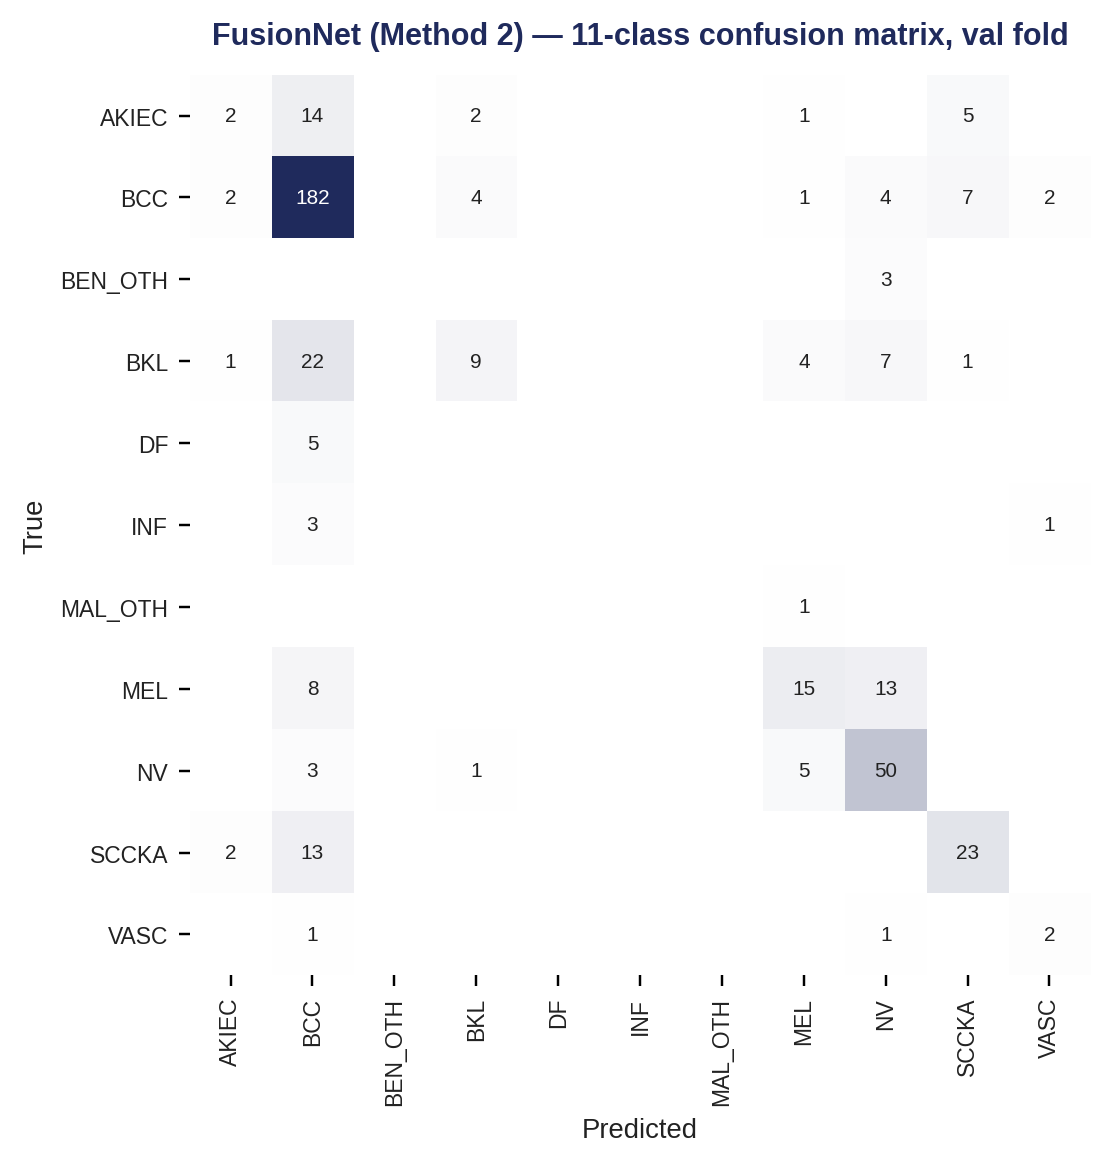 FusionNet (Method 2) — 11-class confusion matrix, val fold
AKIEC 2 14 2 1 5
BCC 2 182 4 1 4 7 2
BEN_OTH 3
BKL 1 22 9 4 7 1
DF 5
INF 3 1
MAL_OTH 1
MEL 8 15 13
NV 3 1 5 50
SCCKA 2 13 23
VASC 1 1 2
True
AKIEC BCC BEN_OTH BKL DF INF MAL_OTH MEL NV SCCKA VASC
Predicted